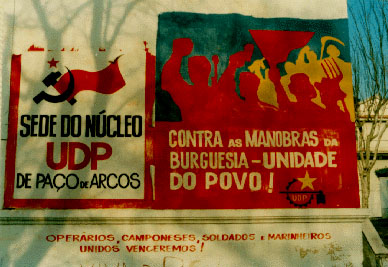 SEDE DO NÚCLEO
UDP
DE PAÇO DE ARCOS
CONTRA AS MANOBRAS DA
BURGUESIA - UNIDADE
DO POVO!
UDP
OPERÁRIOS, CAMPONESES, SOLDADOS E MARINHEIROS
UNIDOS VENCEREMOS!